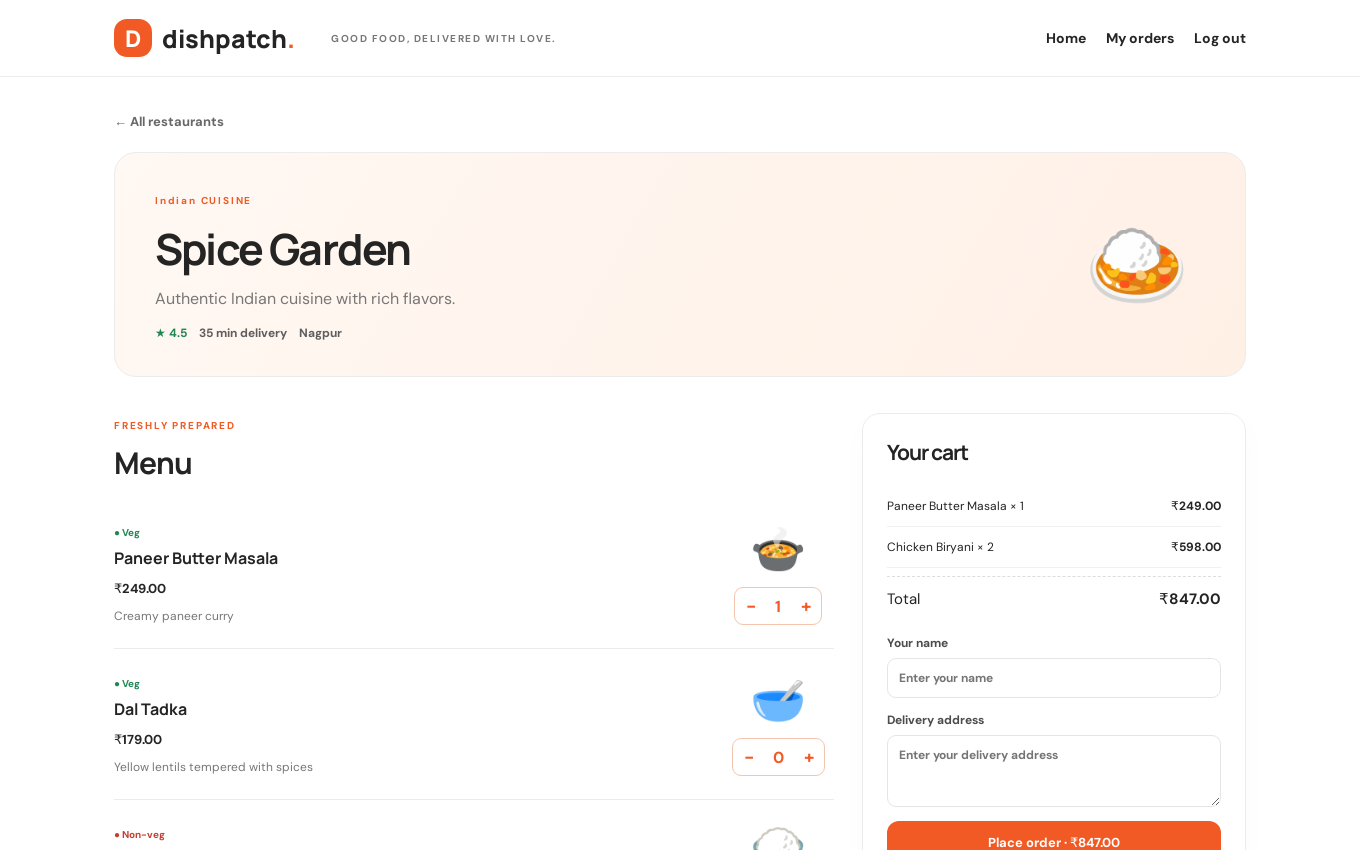 D dishpatch.
GOOD FOOD, DELIVERED WITH LOVE.
Home My orders Log out
← All restaurants
Indian CUISINE
Spice Garden
Authentic Indian cuisine with rich flavors.
★ 4.5 35 min delivery Nagpur
FRESHLY PREPARED
Menu
● Veg
Paneer Butter Masala
₹249.00
Creamy paneer curry
− 1 +
● Veg
Dal Tadka
₹179.00
Yellow lentils tempered with spices
− 0 +
● Non-veg
Your cart
Paneer Butter Masala × 1 ₹249.00
Chicken Biryani × 2 ₹598.00
Total ₹847.00
Your name
Enter your name
Delivery address
Enter your delivery address
Place order · ₹847.00